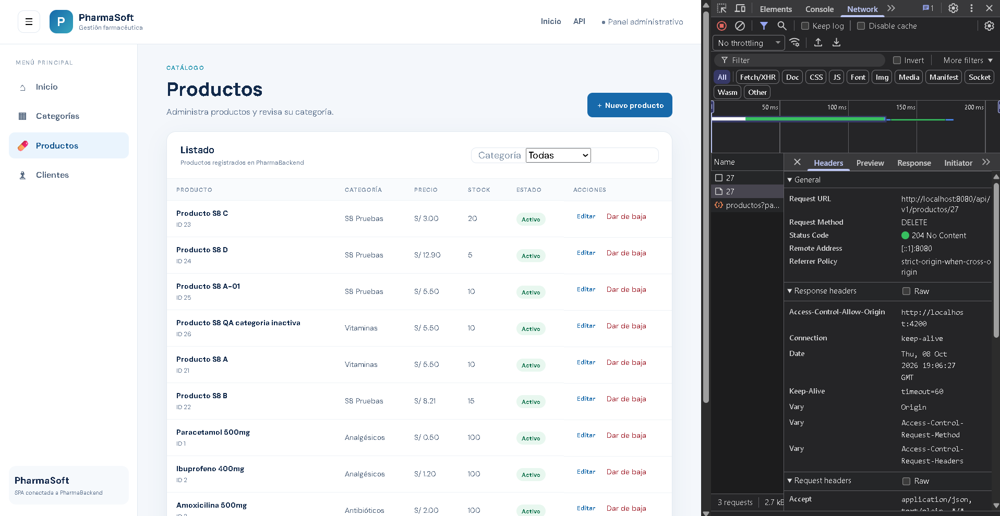 ☰
P
PharmaSoft
Gestión farmacéutica
Inicio
API
● Panel administrativo
MENÚ PRINCIPAL
Inicio
Categorías
Productos
Clientes
PharmaSoft
SPA conectada a PharmaBackend
CATÁLOGO
Productos
Administra productos y revisa su categoría.
+ Nuevo producto
Listado
Productos registrados en PharmaBackend
Categoría Todas
PRODUCTO CATEGORÍA PRECIO STOCK ESTADO ACCIONES
Producto S8 C S8 Pruebas S/ 3.00 20 Activo Editar Dar de baja
ID 23
Producto S8 D S8 Pruebas S/ 12.90 5 Activo Editar Dar de baja
ID 24
Producto S8 A-01 S8 Pruebas S/ 5.50 10 Activo Editar Dar de baja
ID 25
Producto S8 QA categoria inactiva Vitaminas S/ 5.50 10 Activo Editar Dar de baja
ID 26
Producto S8 A Vitaminas S/ 5.50 10 Activo Editar Dar de baja
ID 21
Producto S8 B S8 Pruebas S/ 8.21 15 Activo Editar Dar de baja
ID 22
Paracetamol 500mg Analgésicos S/ 0.50 100 Activo Editar Dar de baja
ID 1
Ibuprofeno 400mg Analgésicos S/ 1.20 100 Activo Editar Dar de baja
ID 2
Amoxicilina 500mg Antibióticos S/ 2.00 100 Activo Editar Dar de baja
Elements Console Network 1
Keep log Disable cache
No throttling
Filter Invert More filters
All Fetch/XHR Doc CSS JS Font Img Media Manifest Socket
Wasm Other
50 ms 100 ms 150 ms 200 ms
Name
27
27
productos?pa...
Headers Preview Response Initiator
General
Request URL http://localhost:8080/api/
v1/productos/27
Request Method DELETE
Status Code 204 No Content
Remote Address [::1]:8080
Referrer Policy strict-origin-when-cross-o
rigin
Response headers Raw
Access-Control-Allow-Origin http://localhos
t:4200
Connection keep-alive
Date Thu, 08 Oct
2026 19:06:27
GMT
Keep-Alive timeout=60
Vary Origin
Vary Access-Control-
Request-Method
Vary Access-Control-
Request-Headers
Request headers Raw
Accept application/json,
3 requests 2.7 kB